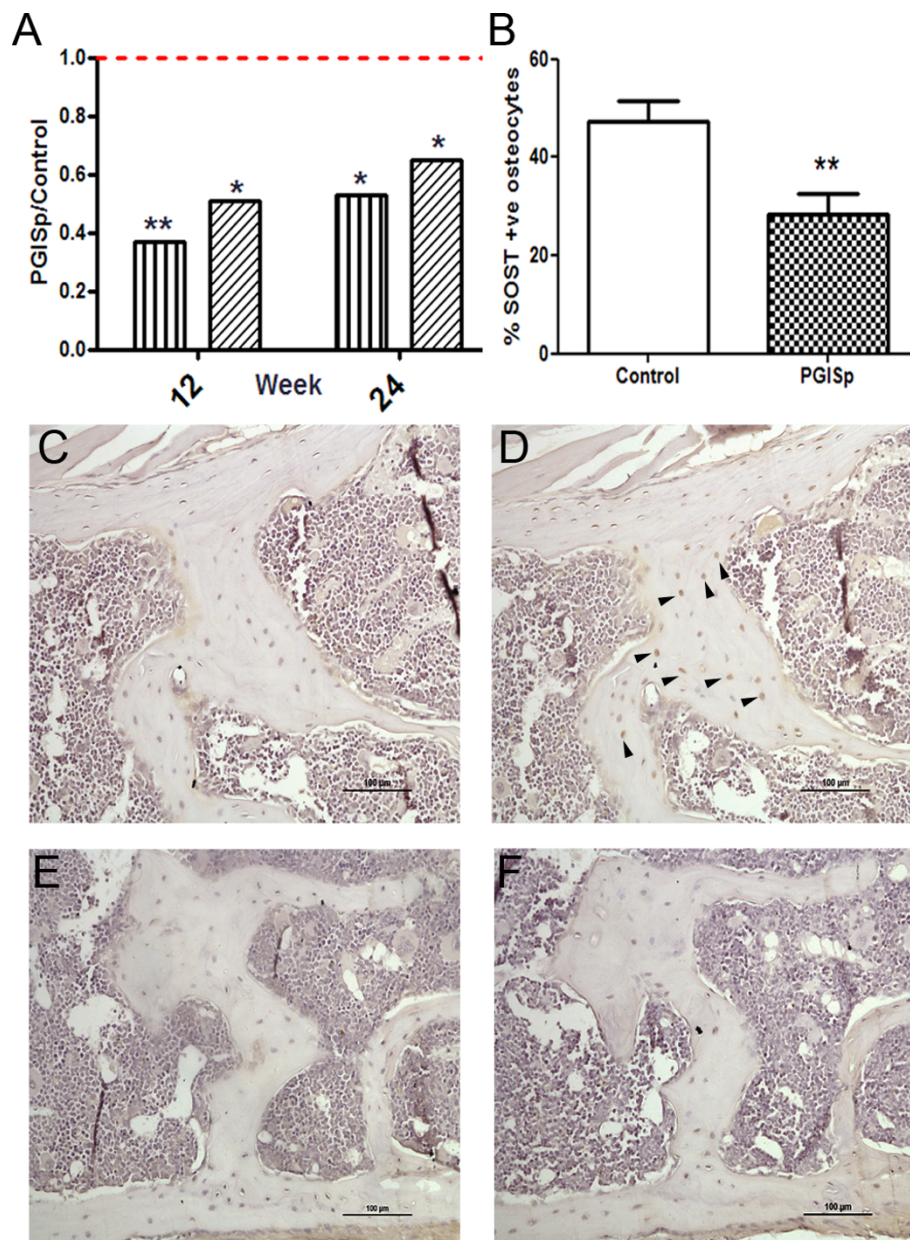 A
PGISp/Control
1.0
0.8
0.6
0.4
0.2
0.0
**
*
*
*
12
Week
24
B
% SOST +ve osteocytes
60
40
20
0
**
Control
PGISp
C
100 µm
D
100 µm
E
100 µm
F
100 µm